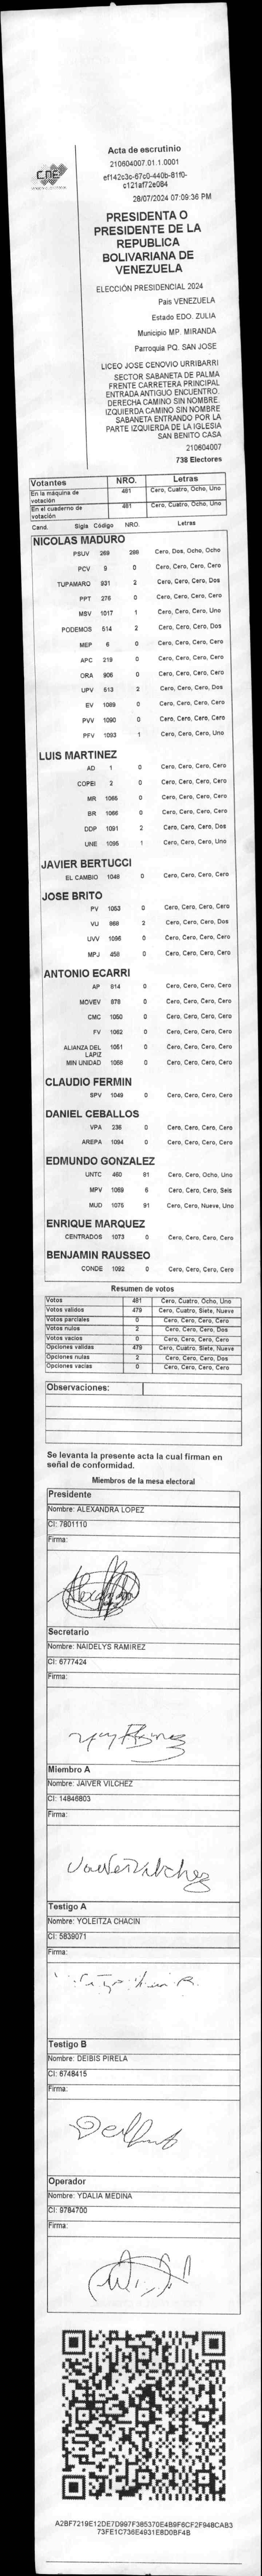 CNE
Acta de escrutinio
210604007.01.1.0001
ef142c3c-67c0-440b-81f0-
c121af72e084
28/07/2024 07:09:36 PM
PRESIDENTA O
PRESIDENTE DE LA
REPUBLICA
BOLIVARIANA DE
VENEZUELA
ELECCIÓN PRESIDENCIAL 2024
Pais VENEZUELA
Estado EDO. ZULIA
Municipio MP. MIRANDA
Parroquia PQ. SAN JOSE
LICEO JOSE CENOVIO URRIBARRI
SECTOR SABANETA DE PALMA
FRENTE CARRETERA PRINCIPAL
ENTRADA ANTIGUO ENCUENTRO.
DERECHA CAMINO SIN NOMBRE.
IZQUIERDA CAMINO SIN NOMBRE
SABANETA ENTRANDO POR LA
PARTE IZQUIERDA DE LA IGLESIA
SAN BENITO CASA
210604007
738 Electores
Votantes NRO. Letras
En la máquina de votación 481 Cero, Cuatro, Ocho, Uno
En el cuaderno de votación 481 Cero, Cuatro, Ocho, Uno
Cand. Sigla Código NRO. Letras
NICOLAS MADURO
PSUV 269 288 Cero, Dos, Ocho, Ocho
PCV 9 0 Cero, Cero, Cero, Cero
TUPAMARO 931 2 Cero, Cero, Cero, Dos
PPT 276 0 Cero, Cero, Cero, Cero
MSV 1017 1 Cero, Cero, Cero, Uno
PODEMOS 514 2 Cero, Cero, Cero, Dos
MEP 6 0 Cero, Cero, Cero, Cero
APC 219 0 Cero, Cero, Cero, Cero
ORA 906 0 Cero, Cero, Cero, Cero
UPV 513 2 Cero, Cero, Cero, Dos
EV 1089 0 Cero, Cero, Cero, Cero
PVV 1090 0 Cero, Cero, Cero, Cero
PFV 1093 1 Cero, Cero, Cero, Uno
LUIS MARTINEZ
AD 1 0 Cero, Cero, Cero, Cero
COPEI 2 0 Cero, Cero, Cero, Cero
MR 1065 0 Cero, Cero, Cero, Cero
BR 1066 0 Cero, Cero, Cero, Cero
DDP 1091 2 Cero, Cero, Cero, Dos
UNE 1095 1 Cero, Cero, Cero, Uno
JAVIER BERTUCCI
EL CAMBIO 1048 0 Cero, Cero, Cero, Cero
JOSE BRITO
PV 1053 0 Cero, Cero, Cero, Cero
VU 868 2 Cero, Cero, Cero, Dos
UVV 1096 0 Cero, Cero, Cero, Cero
MPJ 458 0 Cero, Cero, Cero, Cero
ANTONIO ECARRI
AP 814 0 Cero, Cero, Cero, Cero
MOVEV 878 0 Cero, Cero, Cero, Cero
CMC 1050 0 Cero, Cero, Cero, Cero
FV 1062 0 Cero, Cero, Cero, Cero
ALIANZA DEL LAPIZ 1051 0 Cero, Cero, Cero, Cero
MIN UNIDAD 1058 0 Cero, Cero, Cero, Cero
CLAUDIO FERMIN
SPV 1049 0 Cero, Cero, Cero, Cero
DANIEL CEBALLOS
VPA 236 0 Cero, Cero, Cero, Cero
AREPA 1094 0 Cero, Cero, Cero, Cero
EDMUNDO GONZALEZ
UNTC 460 81 Cero, Cero, Ocho, Uno
MPV 1069 6 Cero, Cero, Cero, Seis
MUD 1075 91 Cero, Cero, Nueve, Uno
ENRIQUE MARQUEZ
CENTRADOS 1073 0 Cero, Cero, Cero, Cero
BENJAMIN RAUSSEO
CONDE 1092 0 Cero, Cero, Cero, Cero
Resumen de votos
Votos 481 Cero, Cuatro, Ocho, Uno
Votos validos 479 Cero, Cuatro, Siete, Nueve
Votos parciales 0 Cero, Cero, Cero, Cero
Votos nulos 2 Cero, Cero, Cero, Dos
Votos vacios 0 Cero, Cero, Cero, Cero
Opciones validas 479 Cero, Cuatro, Siete, Nueve
Opciones nulas 2 Cero, Cero, Cero, Dos
Opciones vacias 0 Cero, Cero, Cero, Cero
Observaciones:
Se levanta la presente acta la cual firman en
señal de conformidad.
Miembros de la mesa electoral
Presidente
Nombre: ALEXANDRA LOPEZ
CI: 7801110
Firma:
Secretario
Nombre: NAIDELYS RAMIREZ
CI: 6777424
Firma:
Miembro A
Nombre: JAIVER VILCHEZ
CI: 14846803
Firma:
Testigo A
Nombre: YOLEITZA CHACIN
CI: 5839071
Firma:
Testigo B
Nombre: DEIBIS PIRELA
CI: 6748415
Firma:
Operador
Nombre: YDALIA MEDINA
CI: 9784700
Firma:
A2BF7219E12DE7D997F385370E4B9F6CF2F948CAB3
73FE1C736E4931E8D0BF4B